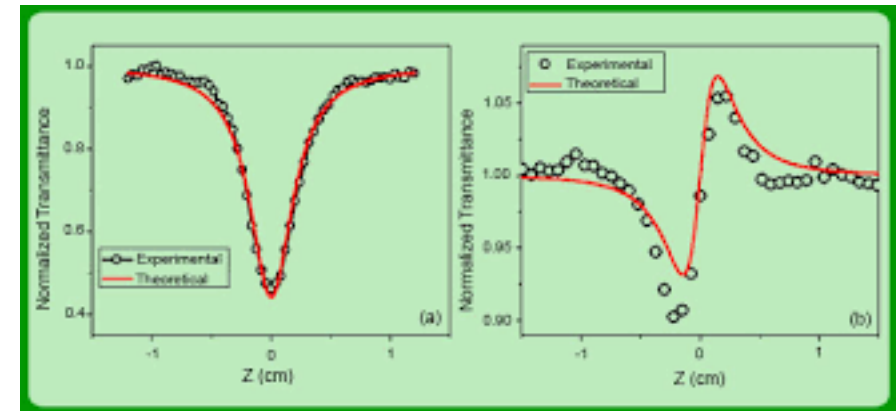 Normalized Transmittance
1.0
0.8
0.6
0.4
Experimental
Theoretical
(a)
-1
0
1
Z (cm)
Normalized Transmittance
1.05
1.00
0.95
0.90
Experimental
Theoretical
(b)
-1
0
1
Z (cm)